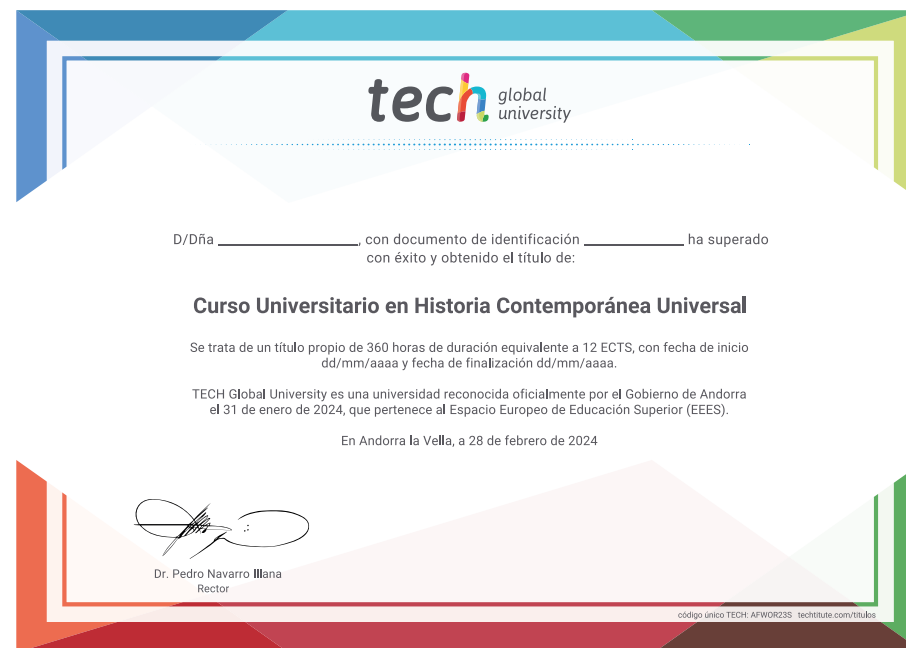 tech global university
D/Dña ________________, con documento de identificación ____________ ha superado
con éxito y obtenido el título de:
Curso Universitario en Historia Contemporánea Universal
Se trata de un título propio de 360 horas de duración equivalente a 12 ECTS, con fecha de inicio
dd/mm/aaaa y fecha de finalización dd/mm/aaaa.
TECH Global University es una universidad reconocida oficialmente por el Gobierno de Andorra
el 31 de enero de 2024, que pertenece al Espacio Europeo de Educación Superior (EEES).
En Andorra la Vella, a 28 de febrero de 2024
Dr. Pedro Navarro Illana
Rector
código único TECH: AFWOR23S techtitute.com/titulos